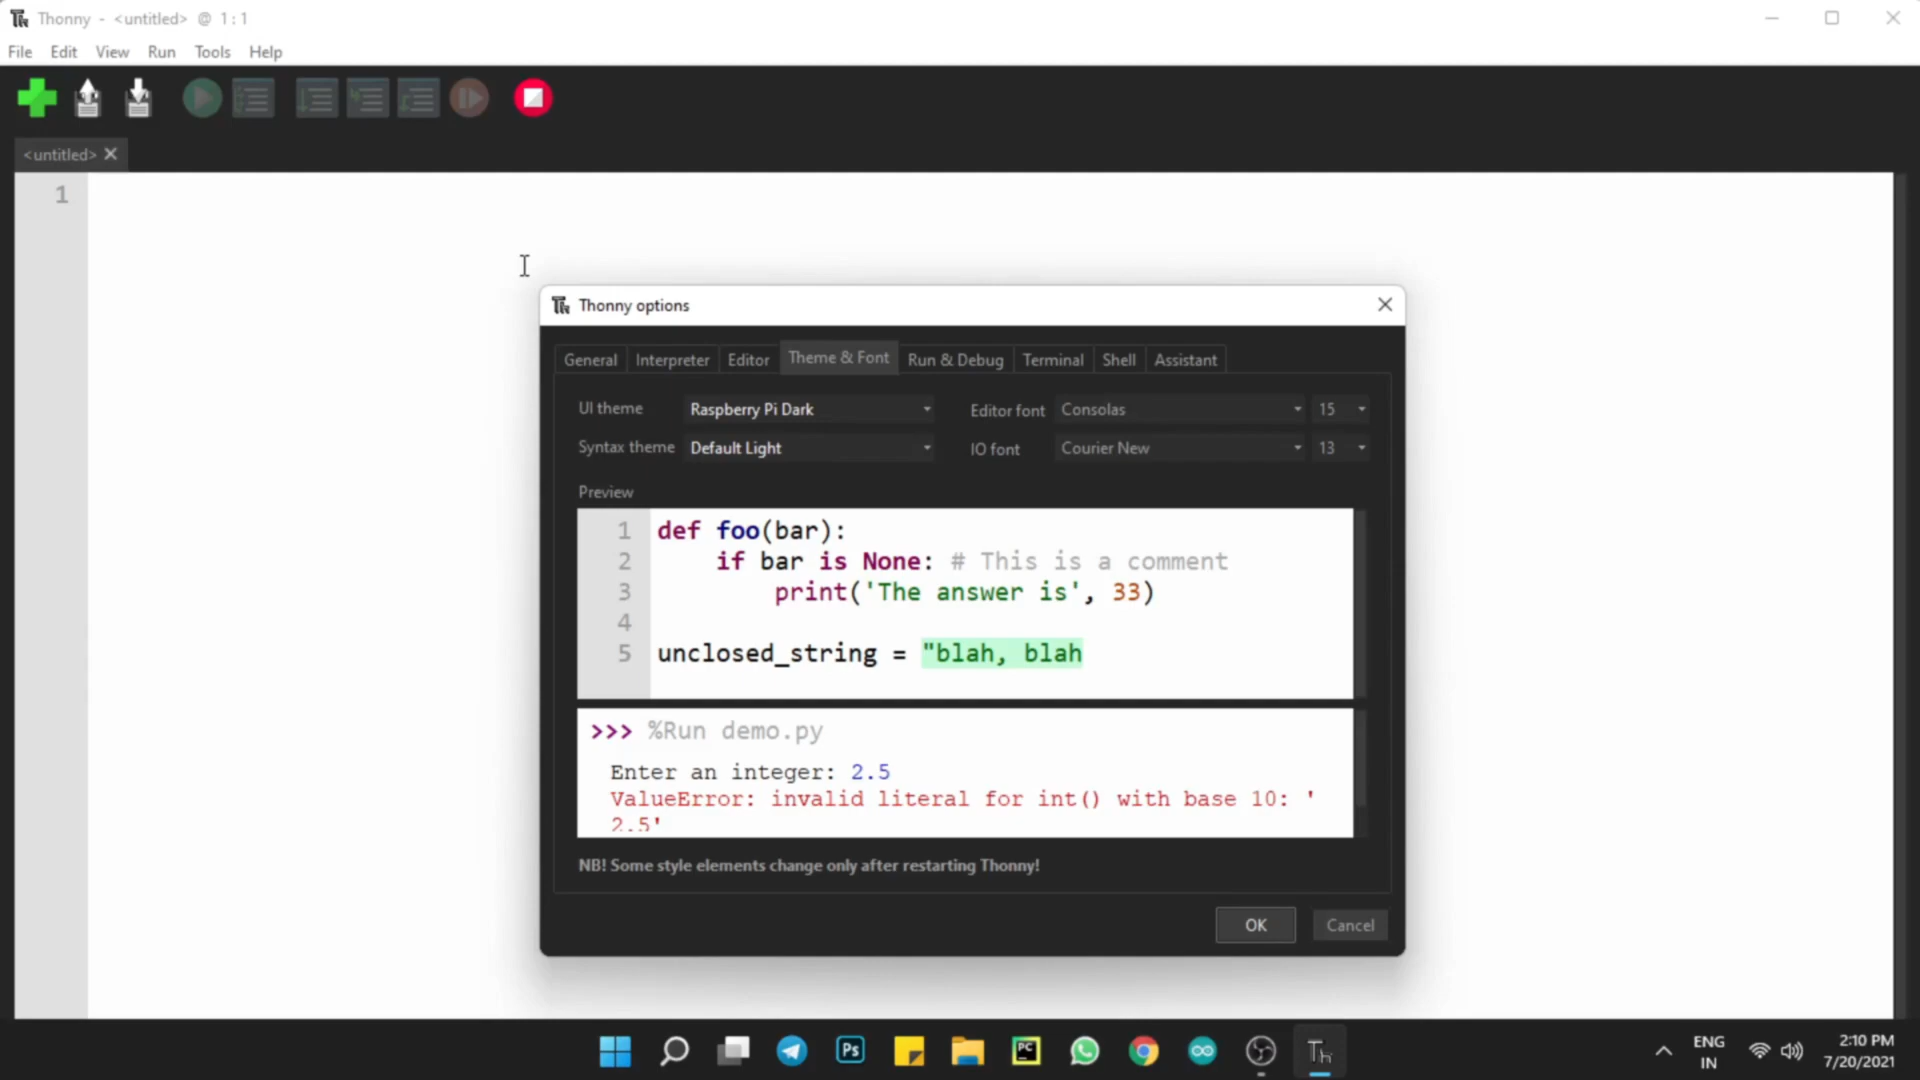 Thonny - <untitled> @ 1 : 1
File Edit View Run Tools Help
<untitled>
1
Thonny options
General Interpreter Editor Theme & Font Run & Debug Terminal Shell Assistant
UI theme Raspberry Pi Dark Editor font Consolas 15
Syntax theme Default Light IO font Courier New 13
Preview
1 def foo(bar):
2 if bar is None: # This is a comment
3 print('The answer is', 33)
4
5 unclosed_string = "blah, blah
>>> %Run demo.py
Enter an integer: 2.5
ValueError: invalid literal for int() with base 10: '
2.5'
NB! Some style elements change only after restarting Thonny!
OK Cancel
Ps PC Th
ENG
IN
2:10 PM
7/20/2021